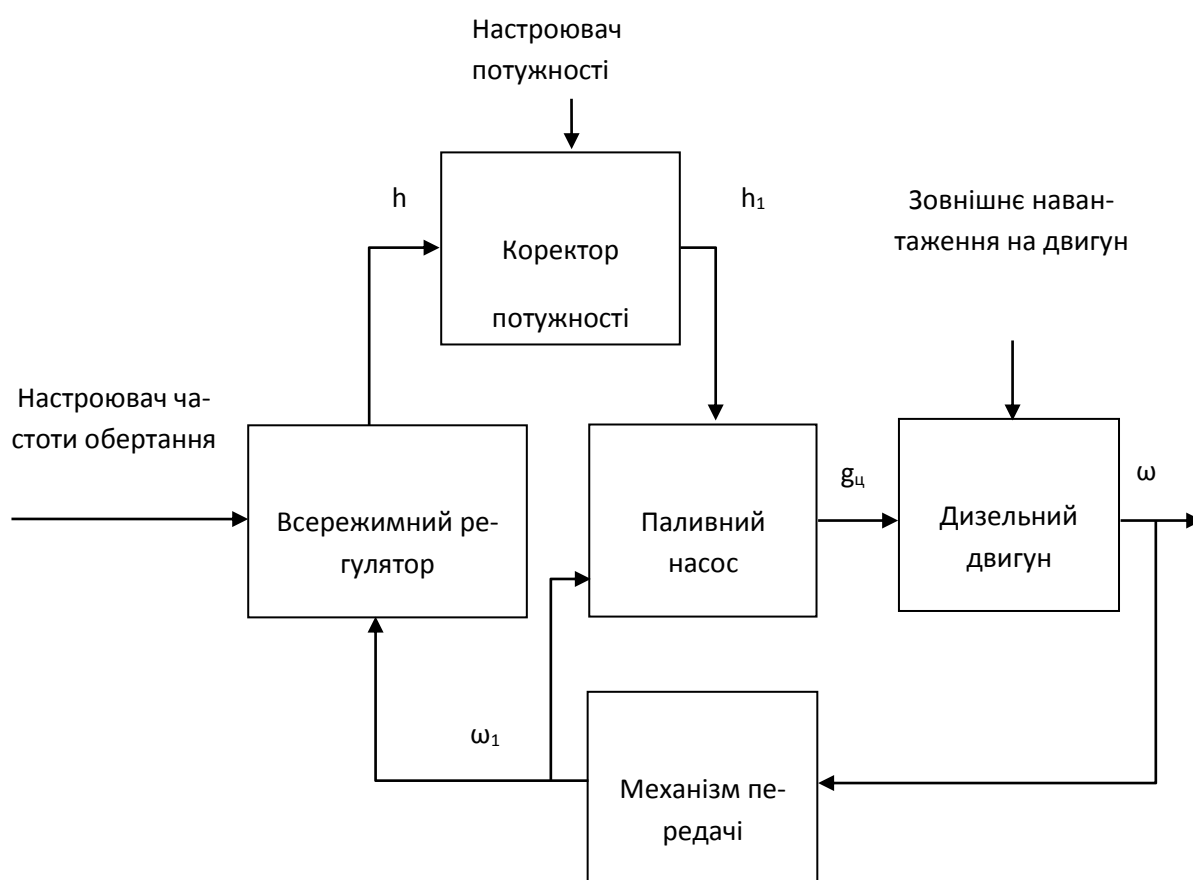 Настроювач
потужності
h
h₁
Зовнішнє наван-
таження на двигун
Коректор
потужності
Настроювач ча-
стоти обертання
gц
ω
Всережимний ре-
гулятор
Паливний
насос
Дизельний
двигун
ω₁
Механізм пе-
редачі